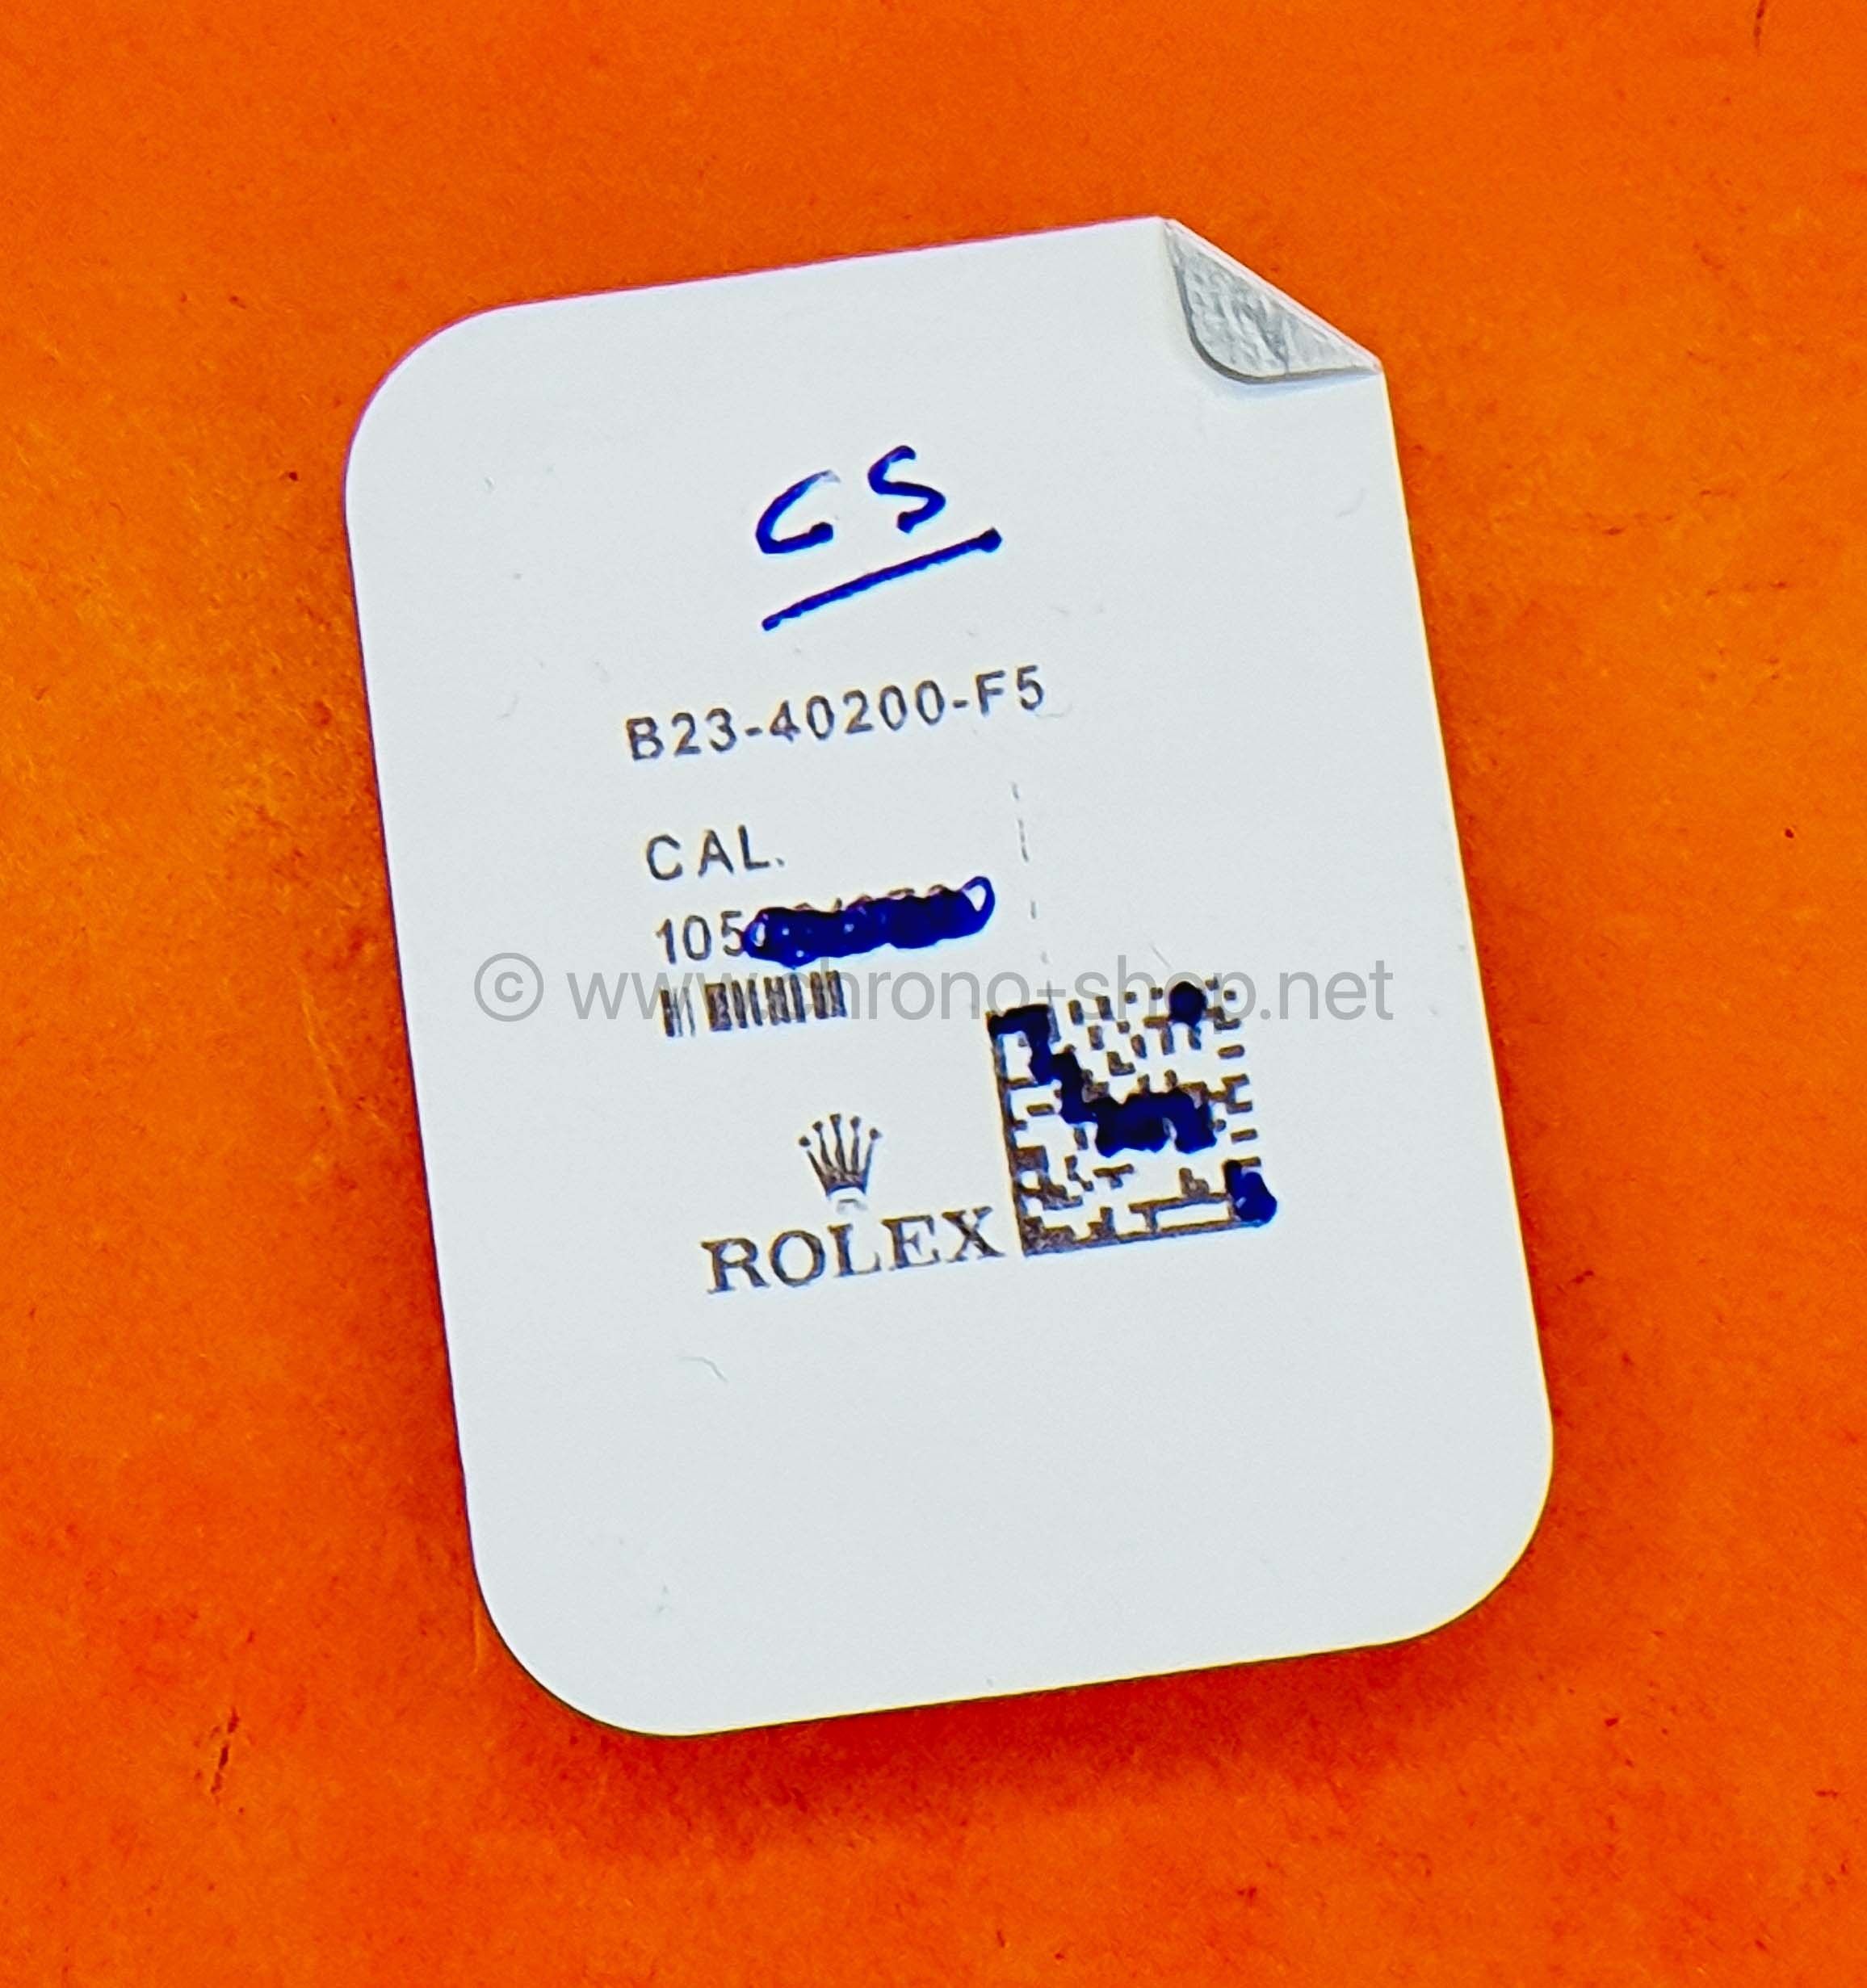 CS
B23-40200-F5
CAL.
105
© www.chrono-shop.net
ROLEX